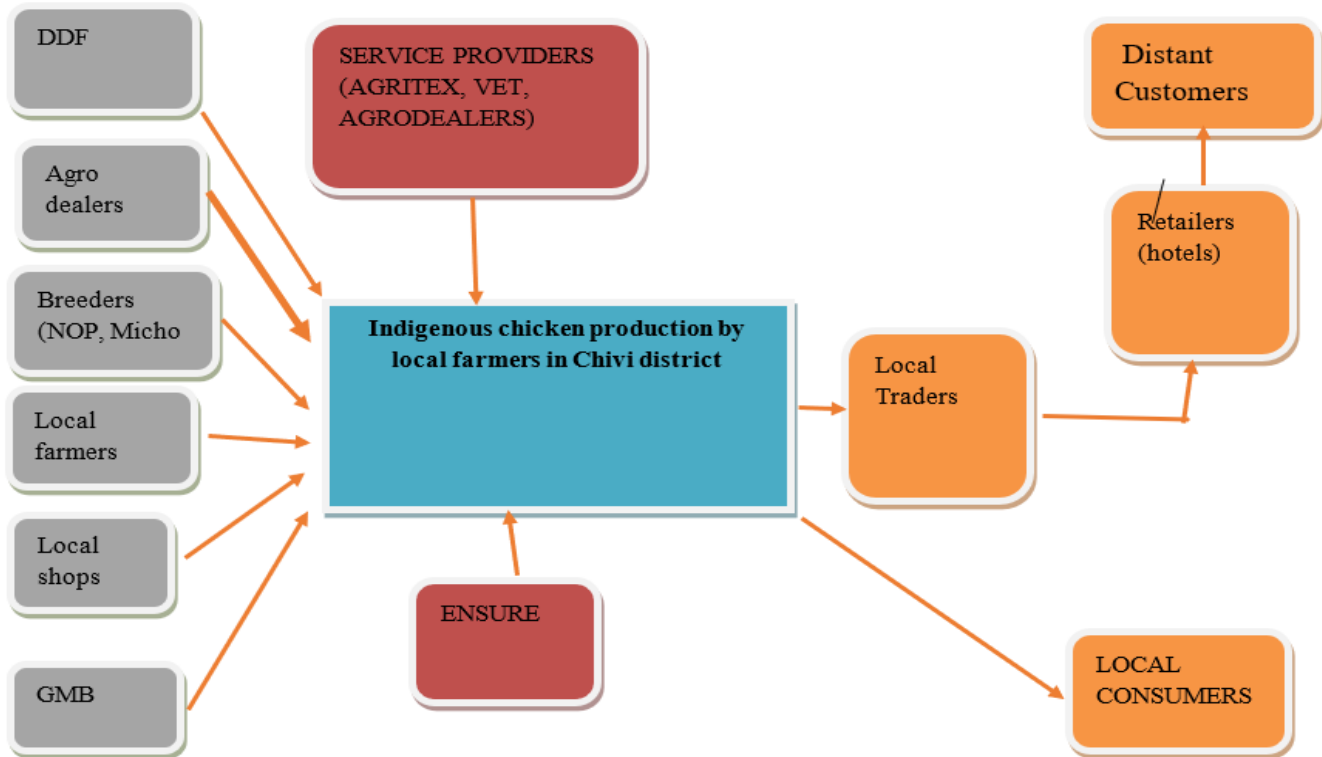 DDF
SERVICE PROVIDERS
(AGRITEX, VET,
AGRODEALERS)
Distant
Customers
Agro
dealers
Retailers
(hotels)
Breeders
(NOP, Micho
Indigenous chicken production by
local farmers in Chivi district
Local
Traders
Local
farmers
Local
shops
ENSURE
LOCAL
CONSUMERS
GMB